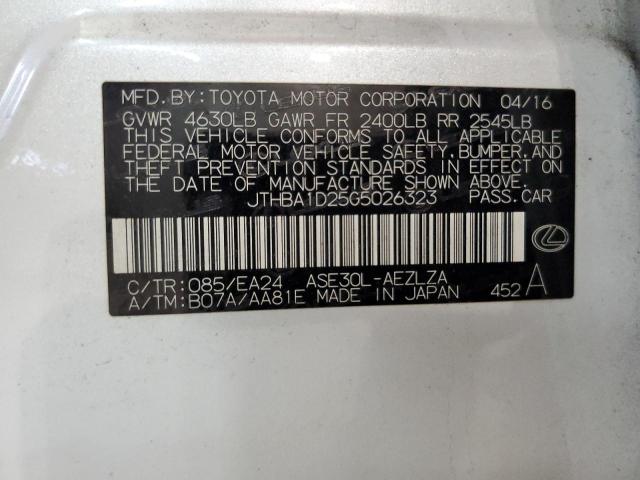 MFD. BY: TOYOTA MOTOR CORPORATION 04/16
GVWR 4630LB GAWR FR 2400LB RR 2545LB
THIS VEHICLE CONFORMS TO ALL APPLICABLE
FEDERAL MOTOR VEHICLE SAFETY, BUMPER, AND
THEFT PREVENTION STANDARDS IN EFFECT ON
THE DATE OF MANUFACTURE SHOWN ABOVE.
JTHBA1D25G5026323 PASS. CAR
C/TR: 085/EA24 ASE30L-AEZLZA
A/TM: B07A/AA81E MADE IN JAPAN 452 A